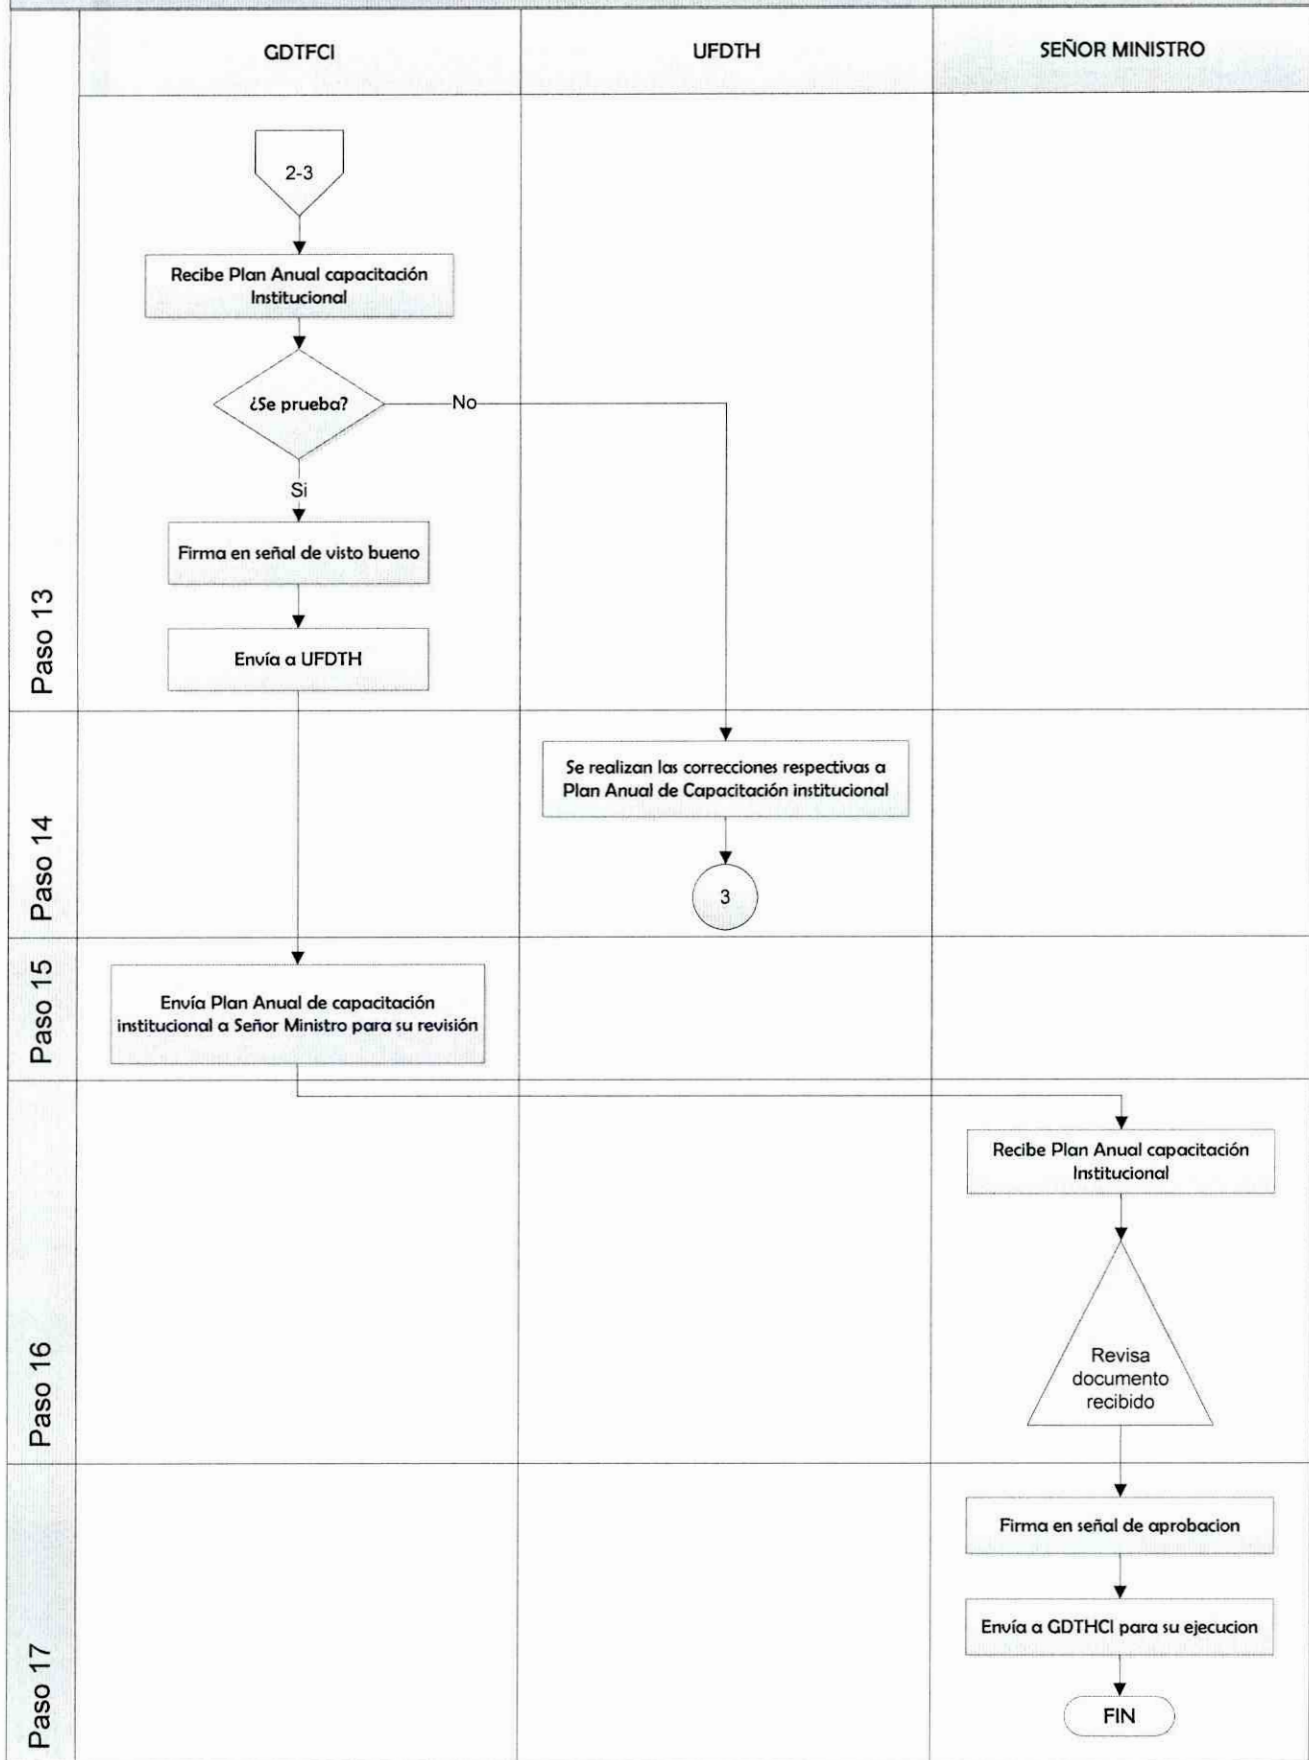 GDTFCI
UFDTH
SEÑOR MINISTRO
Paso 13
2-3
Recibe Plan Anual capacitación
Institucional
¿Se prueba?
No
Si
Firma en señal de visto bueno
Envía a UFDTH
Paso 14
Se realizan las correcciones respectivas a
Plan Anual de Capacitación institucional
3
Paso 15
Envía Plan Anual de capacitación
institucional a Señor Ministro para su revisión
Paso 16
Recibe Plan Anual capacitación
Institucional
Revisa
documento
recibido
Paso 17
Firma en señal de aprobacion
Envía a GDTHCI para su ejecucion
FIN